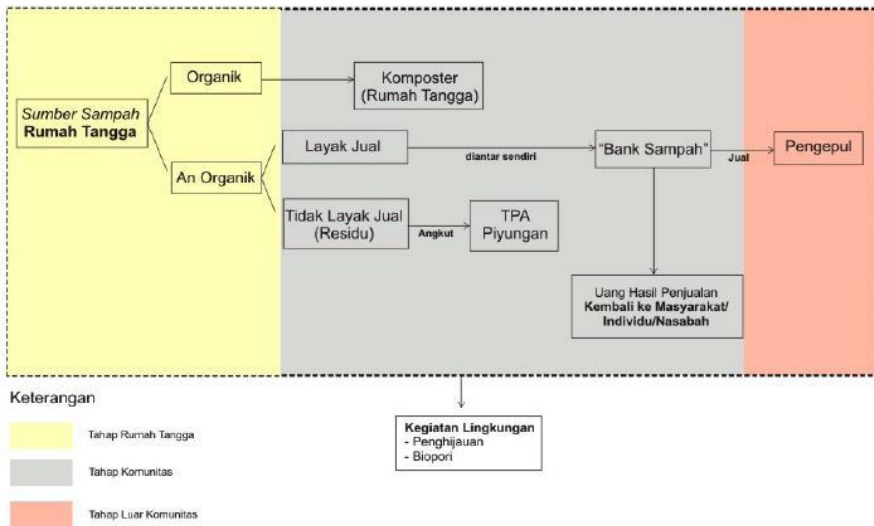 Sumber Sampah
Rumah Tangga
Organik
Komposter
(Rumah Tangga)
An Organik
Layak Jual
diantar sendiri
“Bank Sampah”
Jual
Pengepul
Tidak Layak Jual
(Residu)
Angkut
TPA
Piyungan
Uang Hasil Penjualan
Kembali ke Masyarakat/
Individu/Nasabah
Keterangan
Tahap Rumah Tangga
Tahap Komunitas
Tahap Luar Komunitas
Kegiatan Lingkungan
- Penghijauan
- Biopori